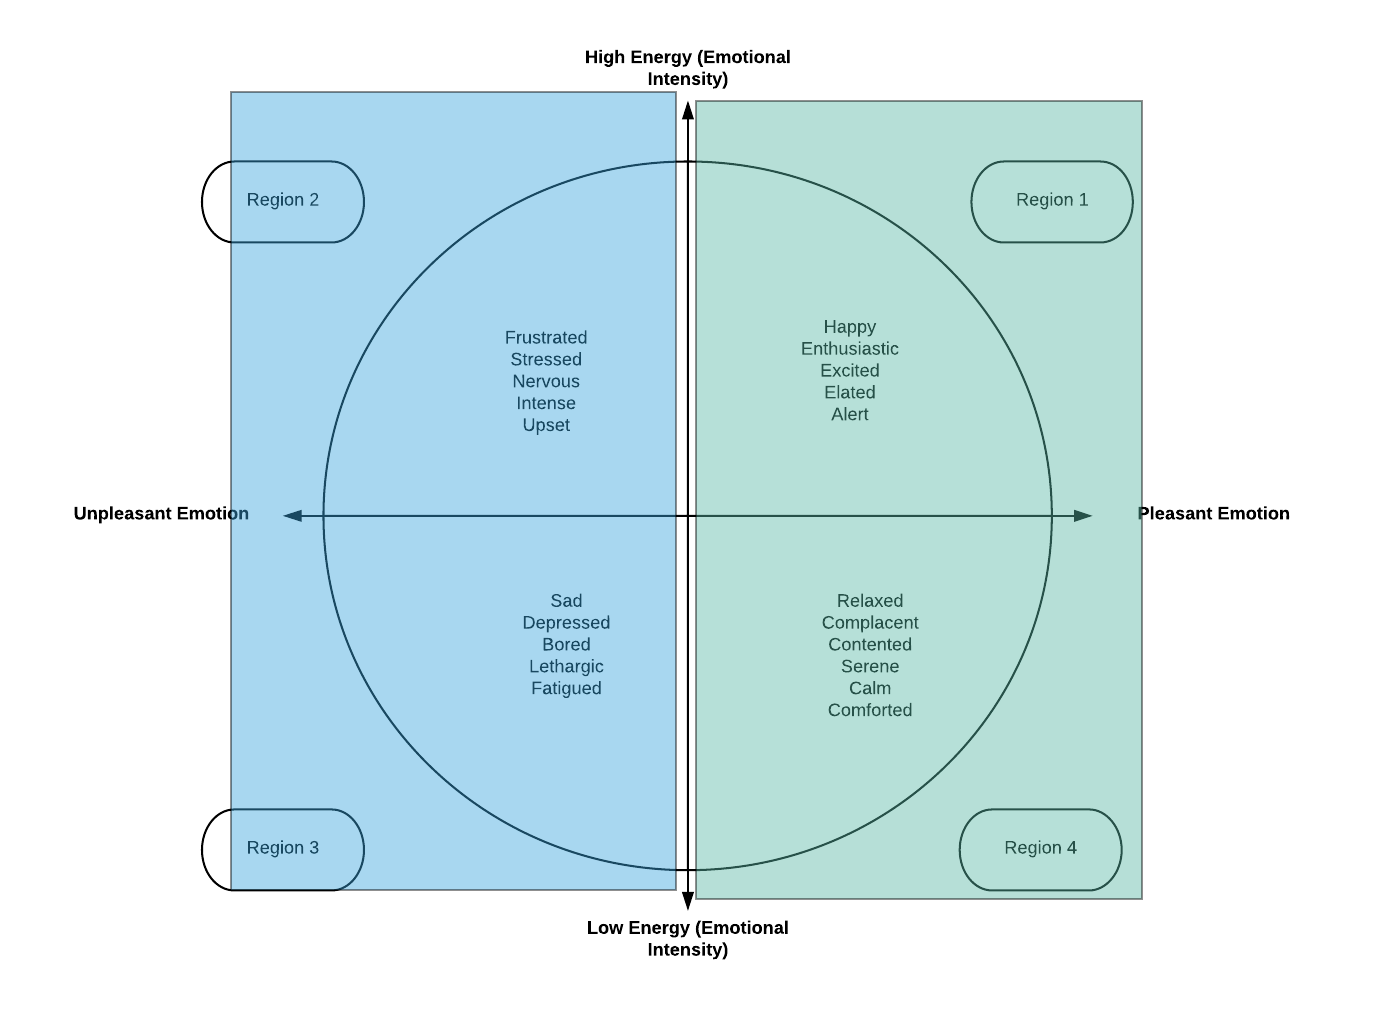 High Energy (Emotional
Intensity)
Region 2
Region 1
Frustrated
Stressed
Nervous
Intense
Upset
Happy
Enthusiastic
Excited
Elated
Alert
Unpleasant Emotion
Pleasant Emotion
Sad
Depressed
Bored
Lethargic
Fatigued
Relaxed
Complacent
Contented
Serene
Calm
Comforted
Region 3
Region 4
Low Energy (Emotional
Intensity)